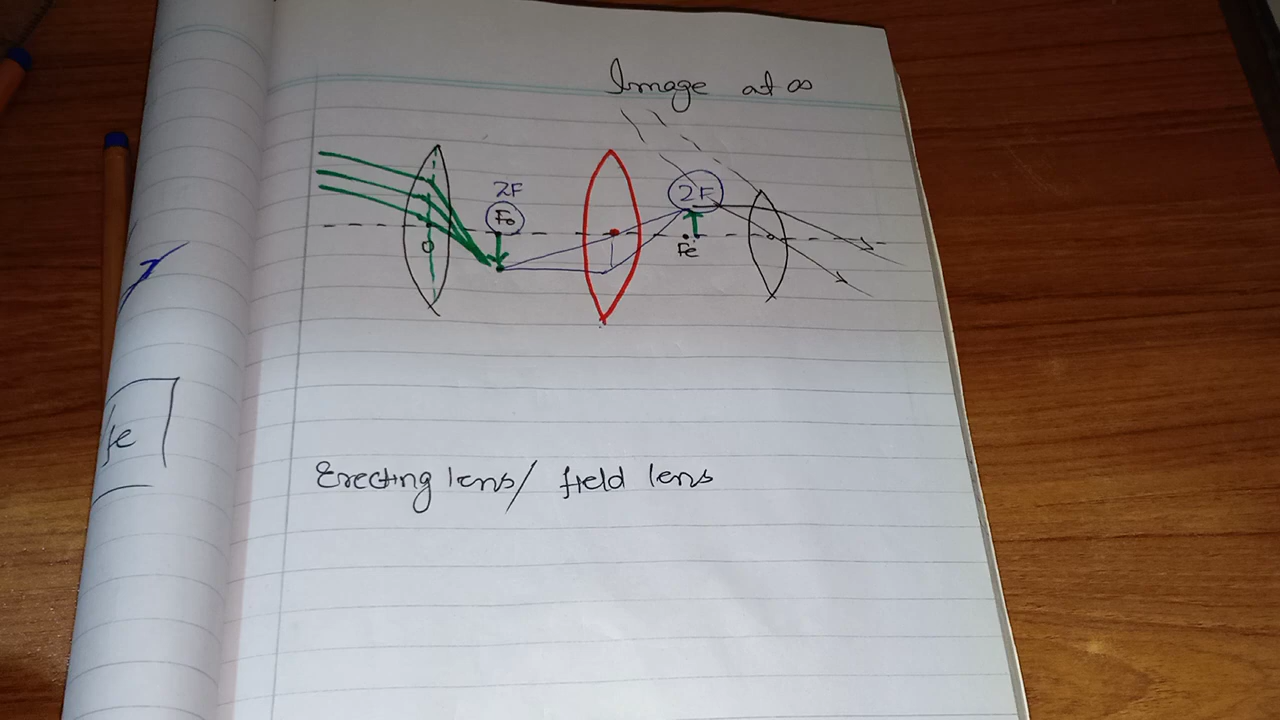 Image at ∞
2F
Fo
2F
Fe
O
fe
Erecting lens/ field lens